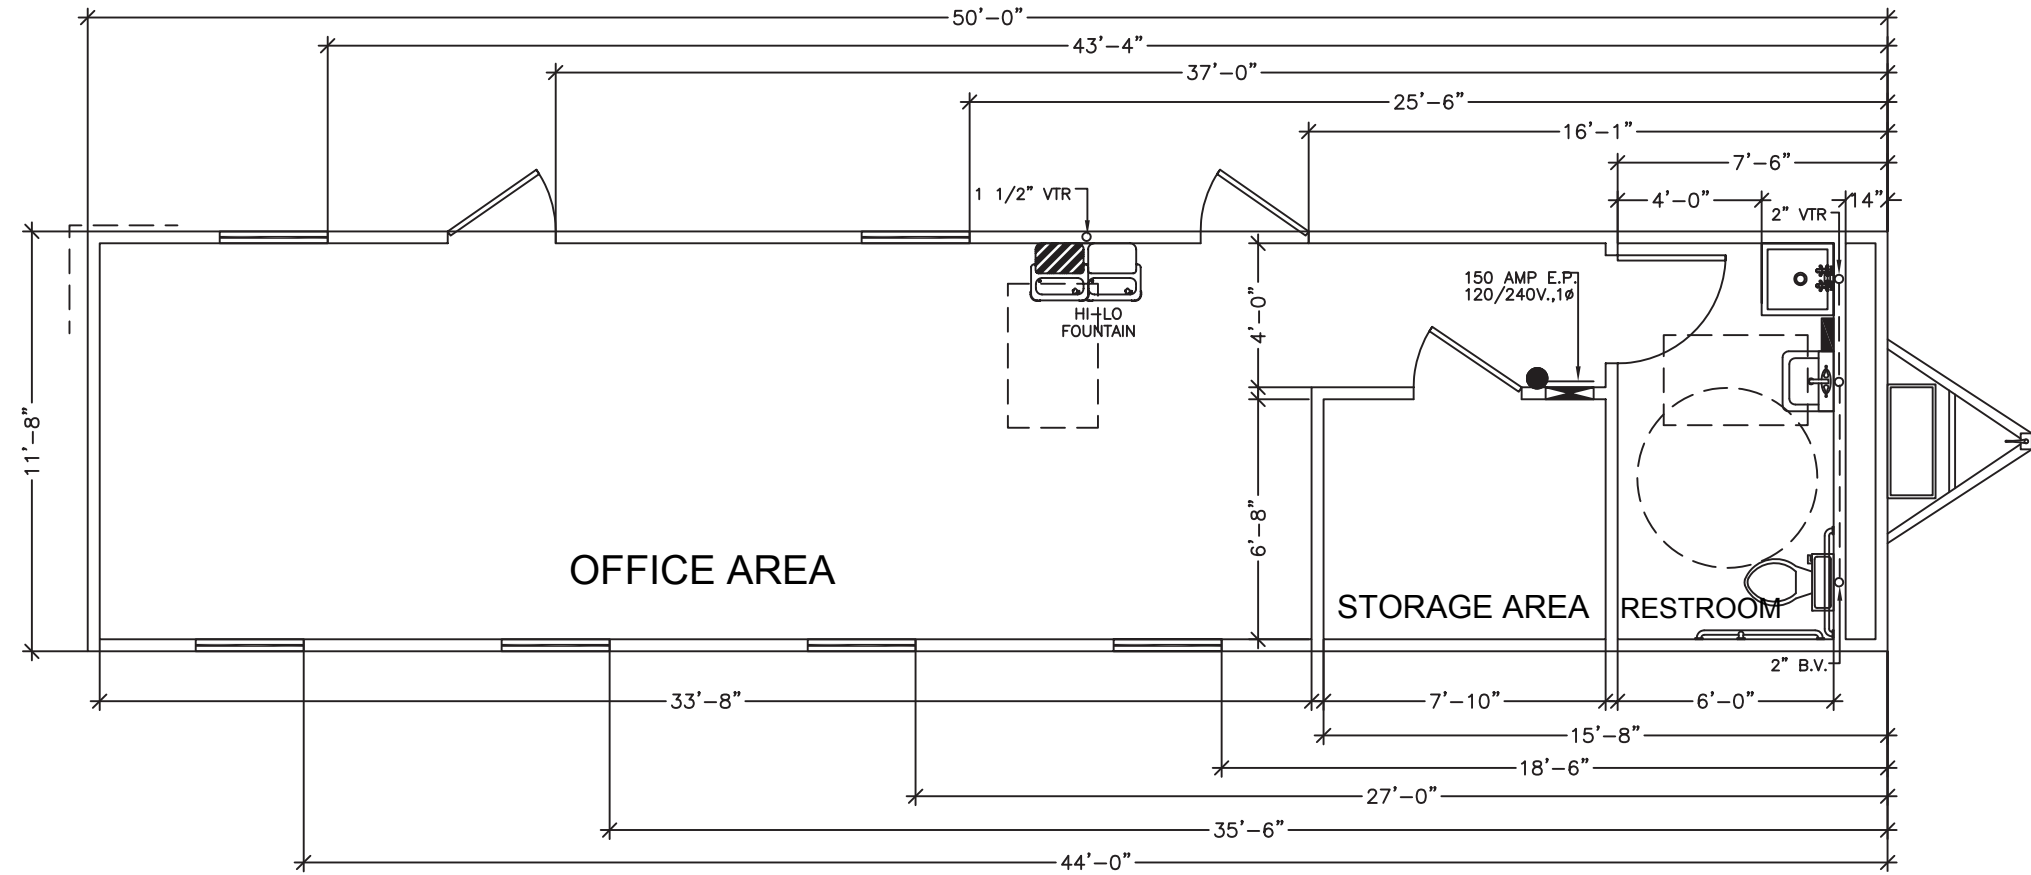 50'-0"
43'-4"
37'-0"
25'-6"
16'-1"
7'-6"
4'-0"
14"
1 1/2" VTR
2" VTR
150 AMP E.P.
120/240V.,1ø
HI-LO
FOUNTAIN
4'-0"
11'-8"
6'-8"
OFFICE AREA
STORAGE AREA
RESTROOM
2" B.V.
33'-8"
7'-10"
6'-0"
15'-8"
18'-6"
27'-0"
35'-6"
44'-0"